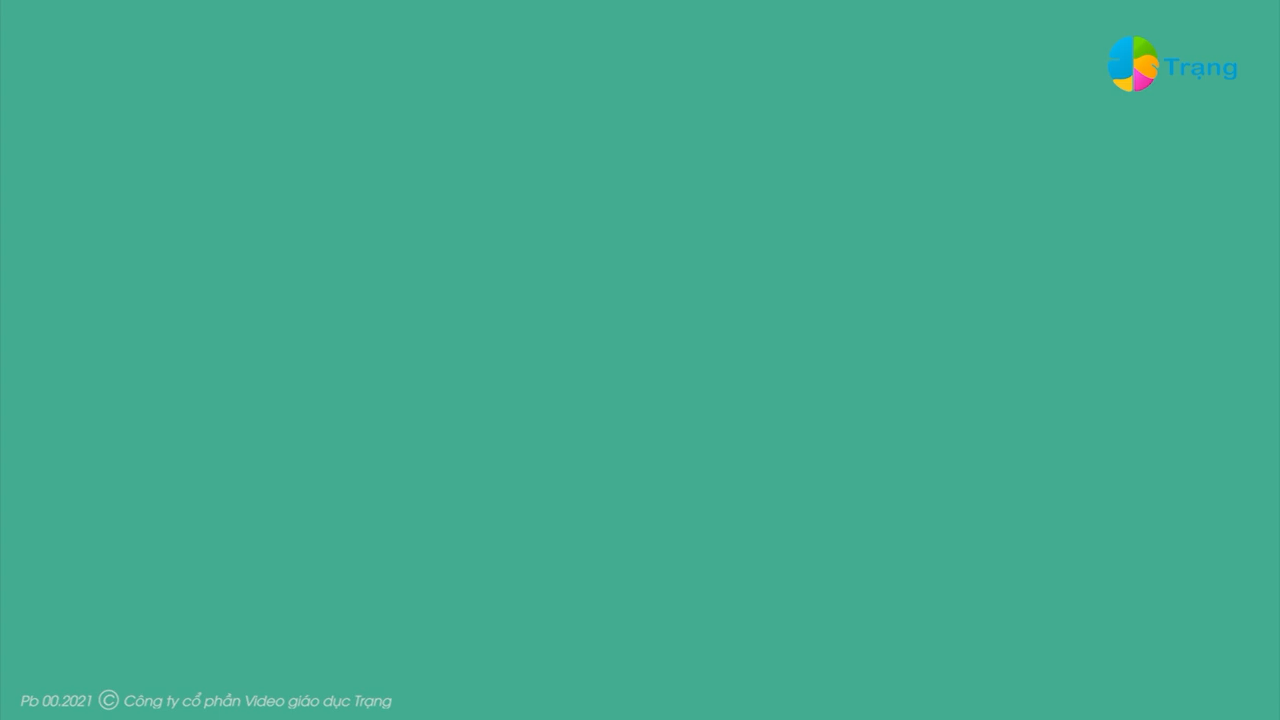 Trạng
Pb 00.2021 © Công ty cổ phần Video giáo dục Trạng